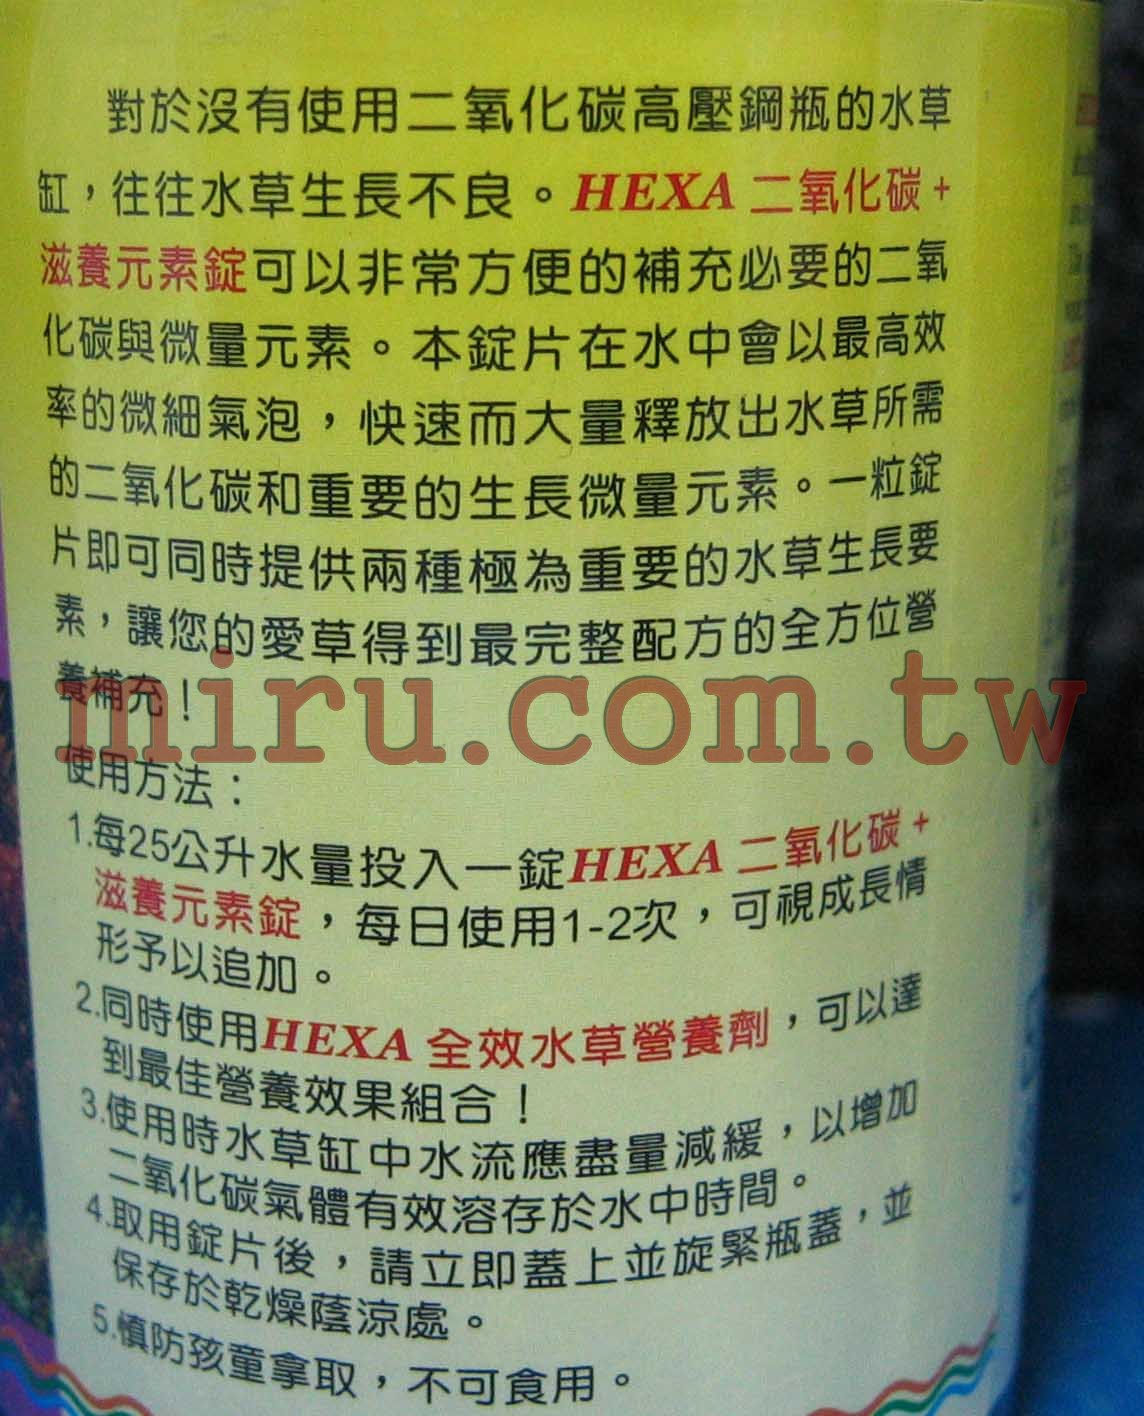 對於沒有使用二氧化碳高壓鋼瓶的水草
缸，往往水草生長不良。HEXA 二氧化碳+
滋養元素錠可以非常方便的補充必要的二氧
化碳與微量元素。本錠片在水中會以最高效
率的微細氣泡，快速而大量釋放出水草所需
的二氧化碳和重要的生長微量元素。一粒錠
片即可同時提供兩種極為重要的水草生長要
素，讓您的愛草得到最完整配方的全方位營
養補充！
miru.com.tw
使用方法：
1.每25公升水量投入一錠HEXA 二氧化碳+
滋養元素錠，每日使用1-2次，可視成長情
形予以追加。
2.同時使用HEXA 全效水草營養劑，可以達
到最佳營養效果組合！
3.使用時水草缸中水流應盡量減緩，以增加
二氧化碳氣體有效溶存於水中時間。
4.取用錠片後，請立即蓋上並旋緊瓶蓋，並
保存於乾燥蔭涼處。
5.慎防孩童拿取，不可食用。